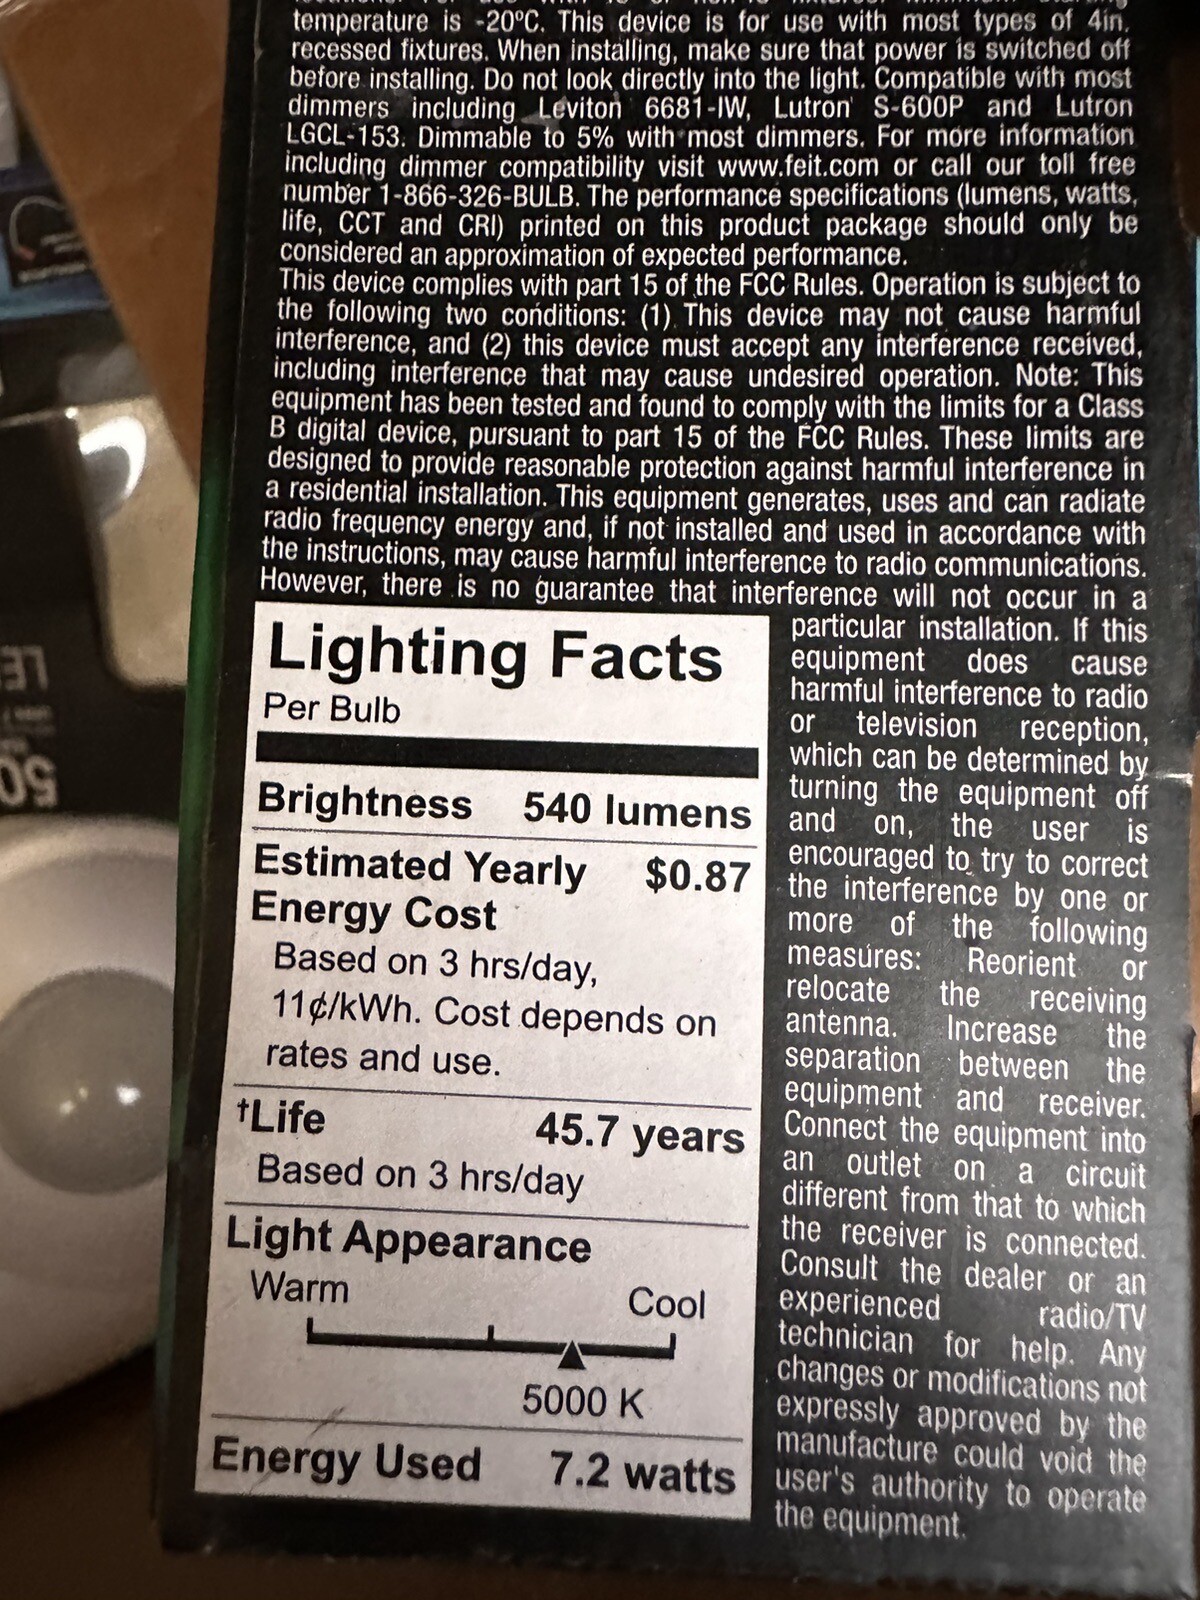 temperature is -20ºC. This device is for use with most types of 4in.
recessed fixtures. When installing, make sure that power is switched off
before installing. Do not look directly into the light. Compatible with most
dimmers including Leviton 6681-IW, Lutron S-600P and Lutron
LGCL-153. Dimmable to 5% with most dimmers. For more information
including dimmer compatibility visit www.feit.com or call our toll free
number 1-866-326-BULB. The performance specifications (lumens, watts,
life, CCT and CRI) printed on this product package should only be
considered an approximation of expected performance.
This device complies with part 15 of the FCC Rules. Operation is subject to
the following two conditions: (1) This device may not cause harmful
interference, and (2) this device must accept any interference received,
including interference that may cause undesired operation. Note: This
equipment has been tested and found to comply with the limits for a Class
B digital device, pursuant to part 15 of the FCC Rules. These limits are
designed to provide reasonable protection against harmful interference in
a residential installation. This equipment generates, uses and can radiate
radio frequency energy and, if not installed and used in accordance with
the instructions, may cause harmful interference to radio communications.
However, there is no guarantee that interference will not occur in a
particular installation. If this
equipment does cause
harmful interference to radio
or television reception,
which can be determined by
turning the equipment off
and on, the user is
encouraged to try to correct
the interference by one or
more of the following
measures: Reorient or
relocate the receiving
antenna. Increase the
separation between the
equipment and receiver.
Connect the equipment into
an outlet on a circuit
different from that to which
the receiver is connected.
Consult the dealer or an
experienced radio/TV
technician for help. Any
changes or modifications not
expressly approved by the
manufacture could void the
user's authority to operate
the equipment.
Lighting Facts
Per Bulb
Brightness 540 lumens
Estimated Yearly $0.87
Energy Cost
Based on 3 hrs/day,
11¢/kWh. Cost depends on
rates and use.
†Life 45.7 years
Based on 3 hrs/day
Light Appearance
Warm Cool
5000 K
Energy Used 7.2 watts
LE
50